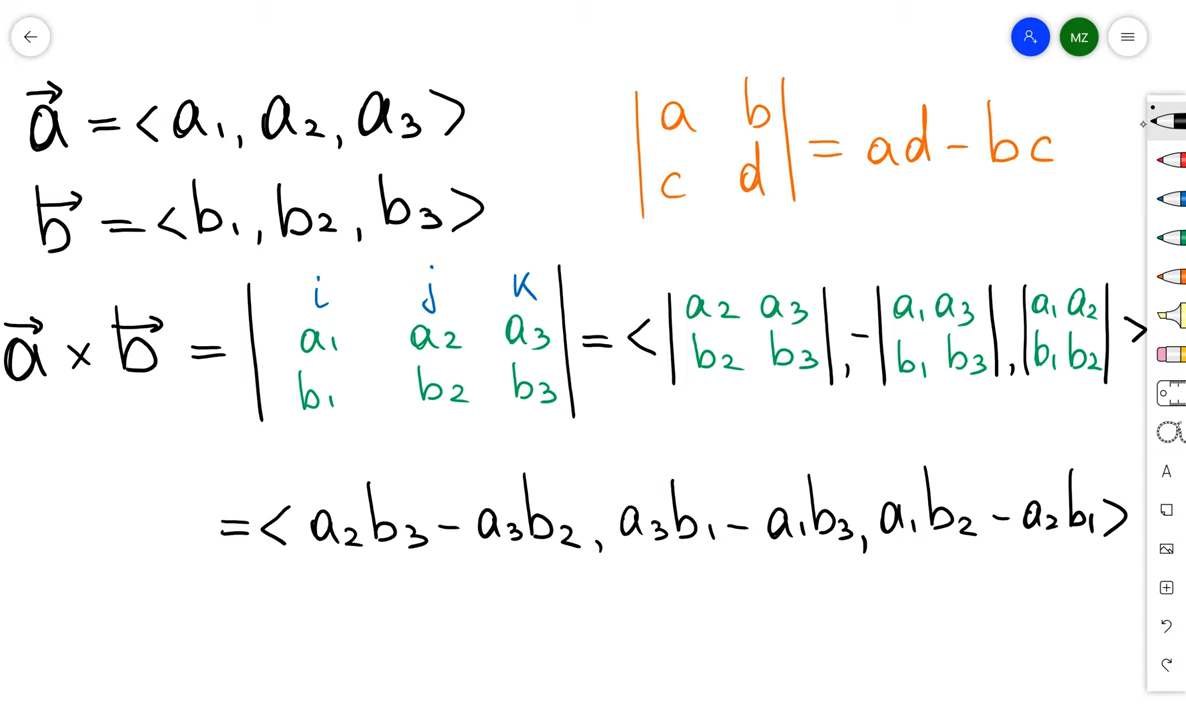 MZ
a⃗ = <a₁, a₂, a₃>
b⃗ = <b₁, b₂, b₃>
|a b|
|c d| = ad - bc
|i j k|
a⃗ × b⃗ = |a₁ a₂ a₃| = <|a₂ a₃|, -|a₁ a₃|, |a₁ a₂|>
|b₁ b₂ b₃| |b₂ b₃| |b₁ b₃| |b₁ b₂|
= <a₂b₃ - a₃b₂, a₃b₁ - a₁b₃, a₁b₂ - a₂b₁>
A